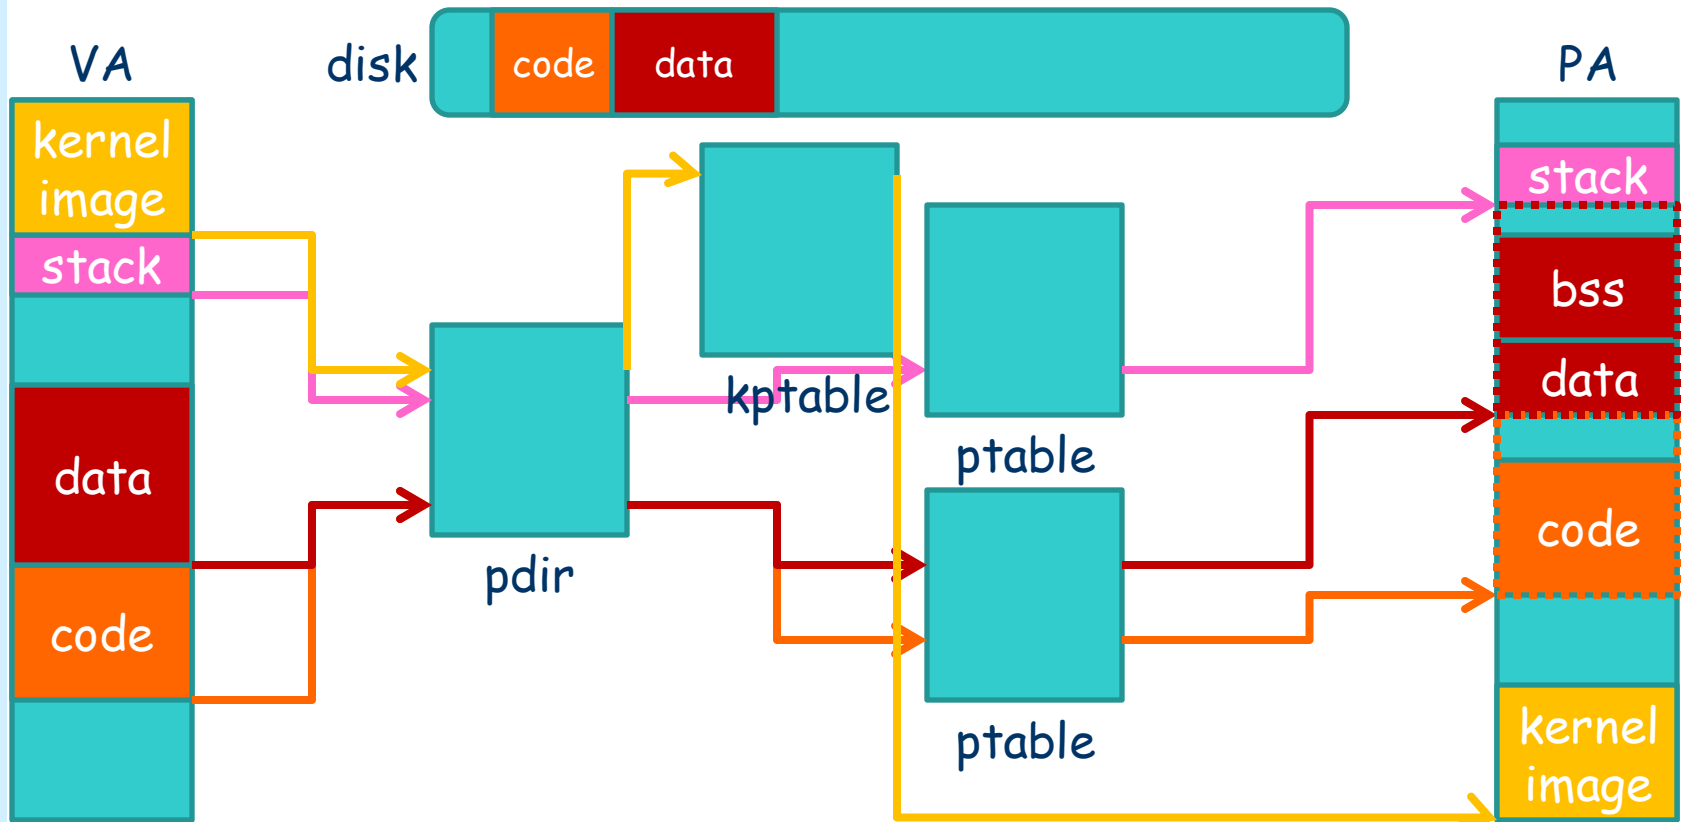 VA
disk
code
data
PA
kernel
image
stack
data
code
pdir
kptable
ptable
ptable
stack
bss
data
code
kernel
image